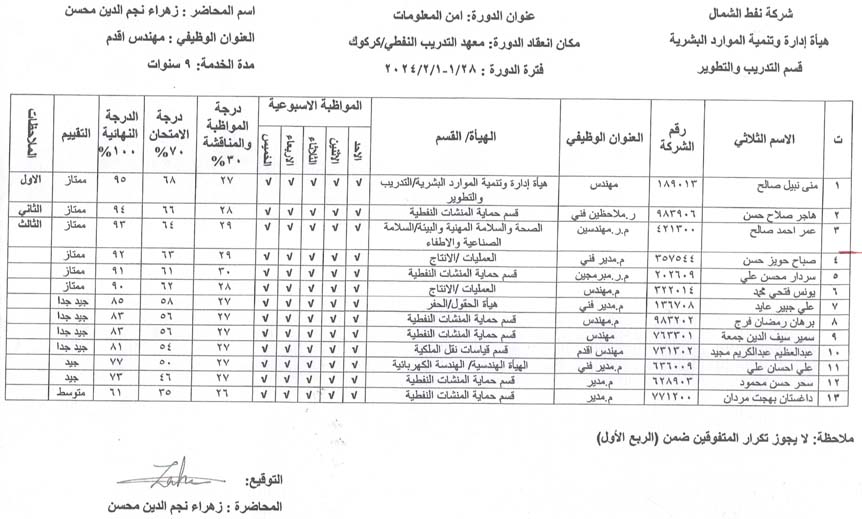 شركة نفط الشمال
هيأة إدارة وتنمية الموارد البشرية
قسم التدريب والتطوير
عنوان الدورة: امن المعلومات
مكان انعقاد الدورة: معهد التدريب النفطي/كركوك
فترة الدورة : ١/٢٨-٢٠٢٤/٢/١
اسم المحاضر : زهراء نجم الدين محسن
العنوان الوظيفي : مهندس اقدم
مدة الخدمة: ٩ سنوات
ت الاسم الثلاثي رقم الشركة العنوان الوظيفي الهيأة/ القسم المواظبة الاسبوعية درجة المواظبة والمناقشة ٣٠% درجة الامتحان ٧٠% الدرجة النهائية ١٠٠% التقييم الملاحظات
الاحد الاثنين الثلاثاء الاربعاء الخميس
١ منى نبيل صالح ١٨٩٠١٣ مهندس هيأة إدارة وتنمية الموارد البشرية/التدريب والتطوير √ √ √ √ √ ٢٧ ٦٨ ٩٥ ممتاز الاول
٢ هاجر صلاح حسن ٩٨٣٩٠٦ ر.ملاحظين فني قسم حماية المنشات النفطية √ √ √ √ √ ٢٨ ٦٦ ٩٤ ممتاز الثاني
٣ عمر احمد صالح ٤٢١٣٠٠ م.ر.مهندسين الصحة والسلامة المهنية والبيئة/السلامة الصناعية والاطفاء √ √ √ √ √ ٢٩ ٦٤ ٩٣ ممتاز الثالث
٤ صباح حويز حسن ٣٥٧٥٤٤ م.مدير فني العمليات /الانتاج √ √ √ √ √ ٢٩ ٦٣ ٩٢ ممتاز
٥ سردار محسن علي ٢٠٢٦٠٩ م.ر.مبرمجين قسم حماية المنشات النفطية √ √ √ √ √ ٣٠ ٦١ ٩١ ممتاز
٦ يونس فتحي محمد ٣٢٢٠١٤ م.مهندس العمليات /الانتاج √ √ √ √ √ ٢٨ ٦٢ ٩٠ ممتاز
٧ علي جبير عايد ١٣٦٧٠٨ م.مدير فني هيأة الحقول/الحفر √ √ √ √ √ ٢٧ ٥٨ ٨٥ جيد جدا
٨ برهان رمضان فرج ٩٨٣٢٠٢ م.مهندس قسم حماية المنشات النفطية √ √ √ √ √ ٢٧ ٥٦ ٨٣ جيد جدا
٩ سمير سيف الدين جمعة ٧٦٣٣٠١ مهندس قسم حماية المنشات النفطية √ √ √ √ √ ٢٧ ٥٦ ٨٣ جيد جدا
١٠ عبدالعظيم عبدالكريم مجيد ٧٣١٣٠٢ مهندس اقدم قسم قياسات نقل الملكية √ √ √ √ √ ٢٧ ٥٤ ٨١ جيد جدا
١١ علي احسان علي ٦٣٦٠٠٩ م.مدير فني الهيأة الهندسية/ الهندسة الكهربائية √ √ √ √ √ ٢٧ ٥٠ ٧٧ جيد
١٢ سحر حسن محمود ٦٢٨٩٠٣ م.مدير قسم حماية المنشات النفطية √ √ √ √ √ ٢٧ ٤٦ ٧٣ جيد
١٣ داغستان بهجت مردان ٧٧١٢٠٠ م.مدير قسم حماية المنشات النفطية √ √ √ √ √ ٢٦ ٣٥ ٦١ متوسط
ملاحظة: لا يجوز تكرار المتفوقين ضمن (الربع الأول)
التوقيع:
المحاضرة : زهراء نجم الدين محسن